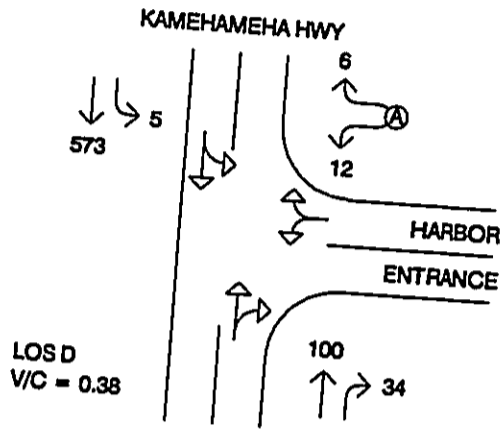 KAMEHAMEHA HWY
6
A
5
573
12
HARBOR
ENTRANCE
LOS D
V/C = 0.38
100
34